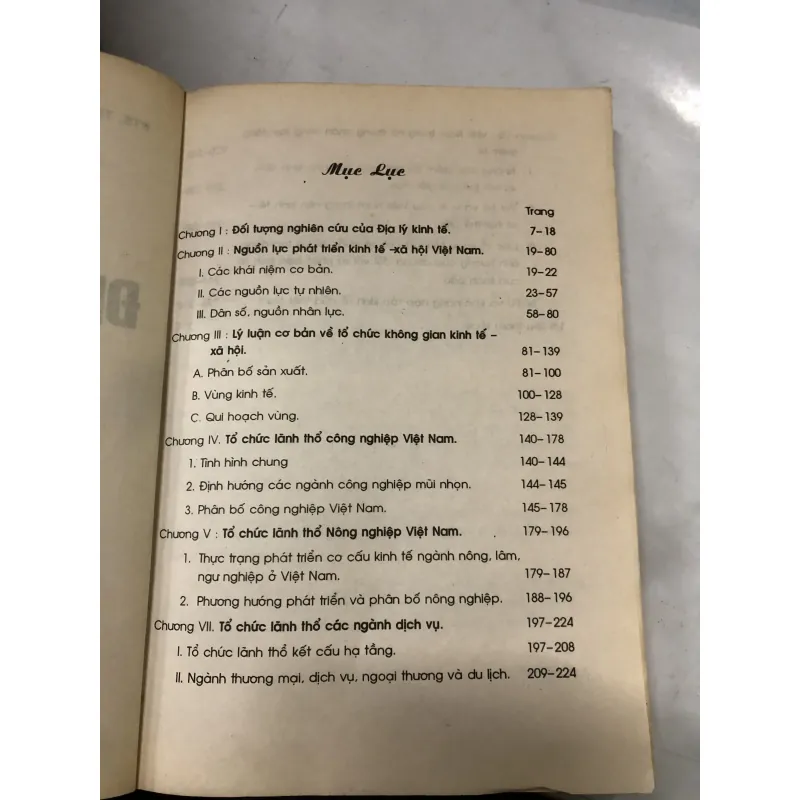 Mục Lục
Trang
Chương I : Đối tượng nghiên cứu của Địa lý kinh tế. 7-18
Chương II : Nguồn lực phát triển kinh tế -xã hội Việt Nam. 19-80
I. Các khái niệm cơ bản. 19-22
II. Các nguồn lực tự nhiên. 23-57
III. Dân số, nguồn nhân lực. 58-80
Chương III : Lý luận cơ bản về tổ chức không gian kinh tế -
xã hội. 81-139
A. Phân bố sản xuất. 81-100
B. Vùng kinh tế. 100-128
C. Qui hoạch vùng. 128-139
Chương IV. Tổ chức lãnh thổ công nghiệp Việt Nam. 140-178
1. Tình hình chung 140-144
2. Định hướng các ngành công nghiệp mũi nhọn. 144-145
3. Phân bố công nghiệp Việt Nam. 145-178
Chương V : Tổ chức lãnh thổ Nông nghiệp Việt Nam. 179-196
1. Thực trạng phát triển cơ cấu kinh tế ngành nông, lâm,
ngư nghiệp ở Việt Nam. 179-187
2. Phương hướng phát triển và phân bố nông nghiệp. 188-196
Chương VII. Tổ chức lãnh thổ các ngành dịch vụ. 197-224
I. Tổ chức lãnh thổ kết cấu hạ tầng. 197-208
II. Ngành thương mại, dịch vụ, ngoại thương và du lịch. 209-224